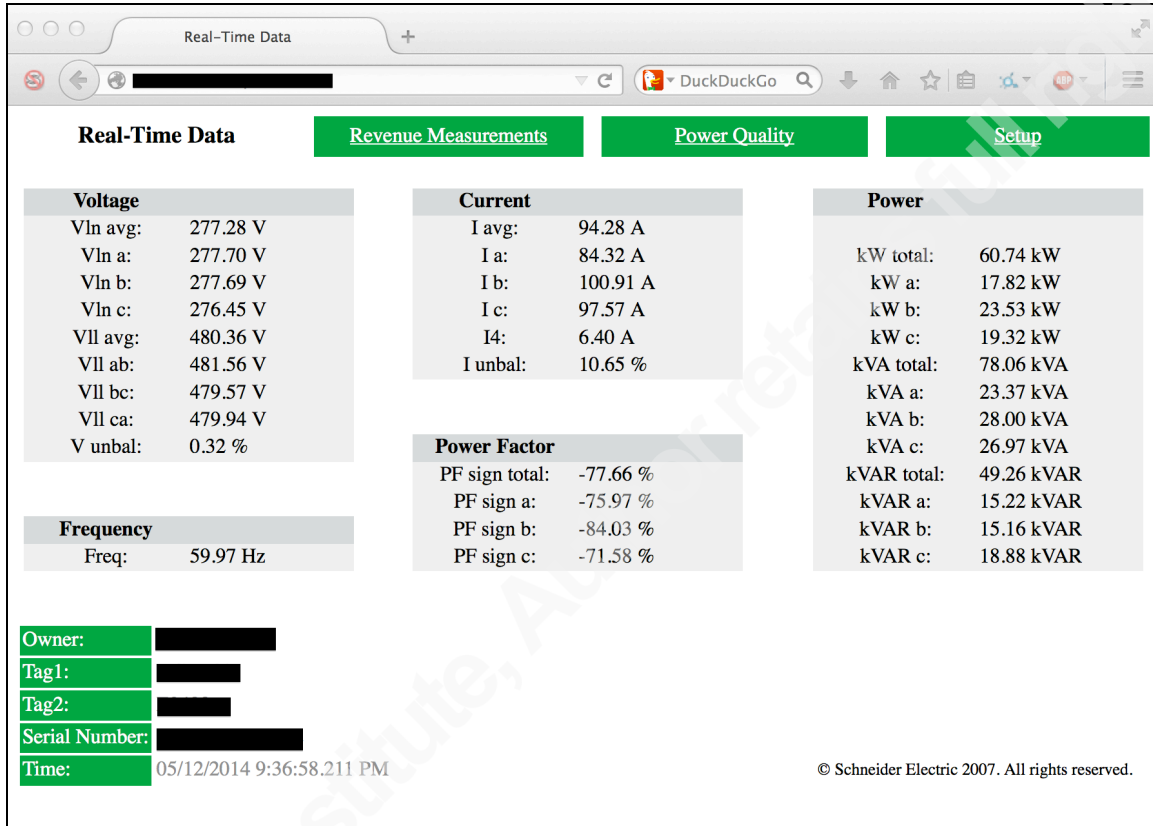 Real-Time Data
DuckDuckGo
Real-Time Data Revenue Measurements Power Quality Setup
Voltage
Vln avg: 277.28 V
Vln a: 277.70 V
Vln b: 277.69 V
Vln c: 276.45 V
Vll avg: 480.36 V
Vll ab: 481.56 V
Vll bc: 479.57 V
Vll ca: 479.94 V
V unbal: 0.32 %
Frequency
Freq: 59.97 Hz
Current
I avg: 94.28 A
I a: 84.32 A
I b: 100.91 A
I c: 97.57 A
I4: 6.40 A
I unbal: 10.65 %
Power Factor
PF sign total: -77.66 %
PF sign a: -75.97 %
PF sign b: -84.03 %
PF sign c: -71.58 %
Power
kW total: 60.74 kW
kW a: 17.82 kW
kW b: 23.53 kW
kW c: 19.32 kW
kVA total: 78.06 kVA
kVA a: 23.37 kVA
kVA b: 28.00 kVA
kVA c: 26.97 kVA
kVAR total: 49.26 kVAR
kVAR a: 15.22 kVAR
kVAR b: 15.16 kVAR
kVAR c: 18.88 kVAR
Owner:
Tag1:
Tag2:
Serial Number:
Time: 05/12/2014 9:36:58.211 PM
© Schneider Electric 2007. All rights reserved.